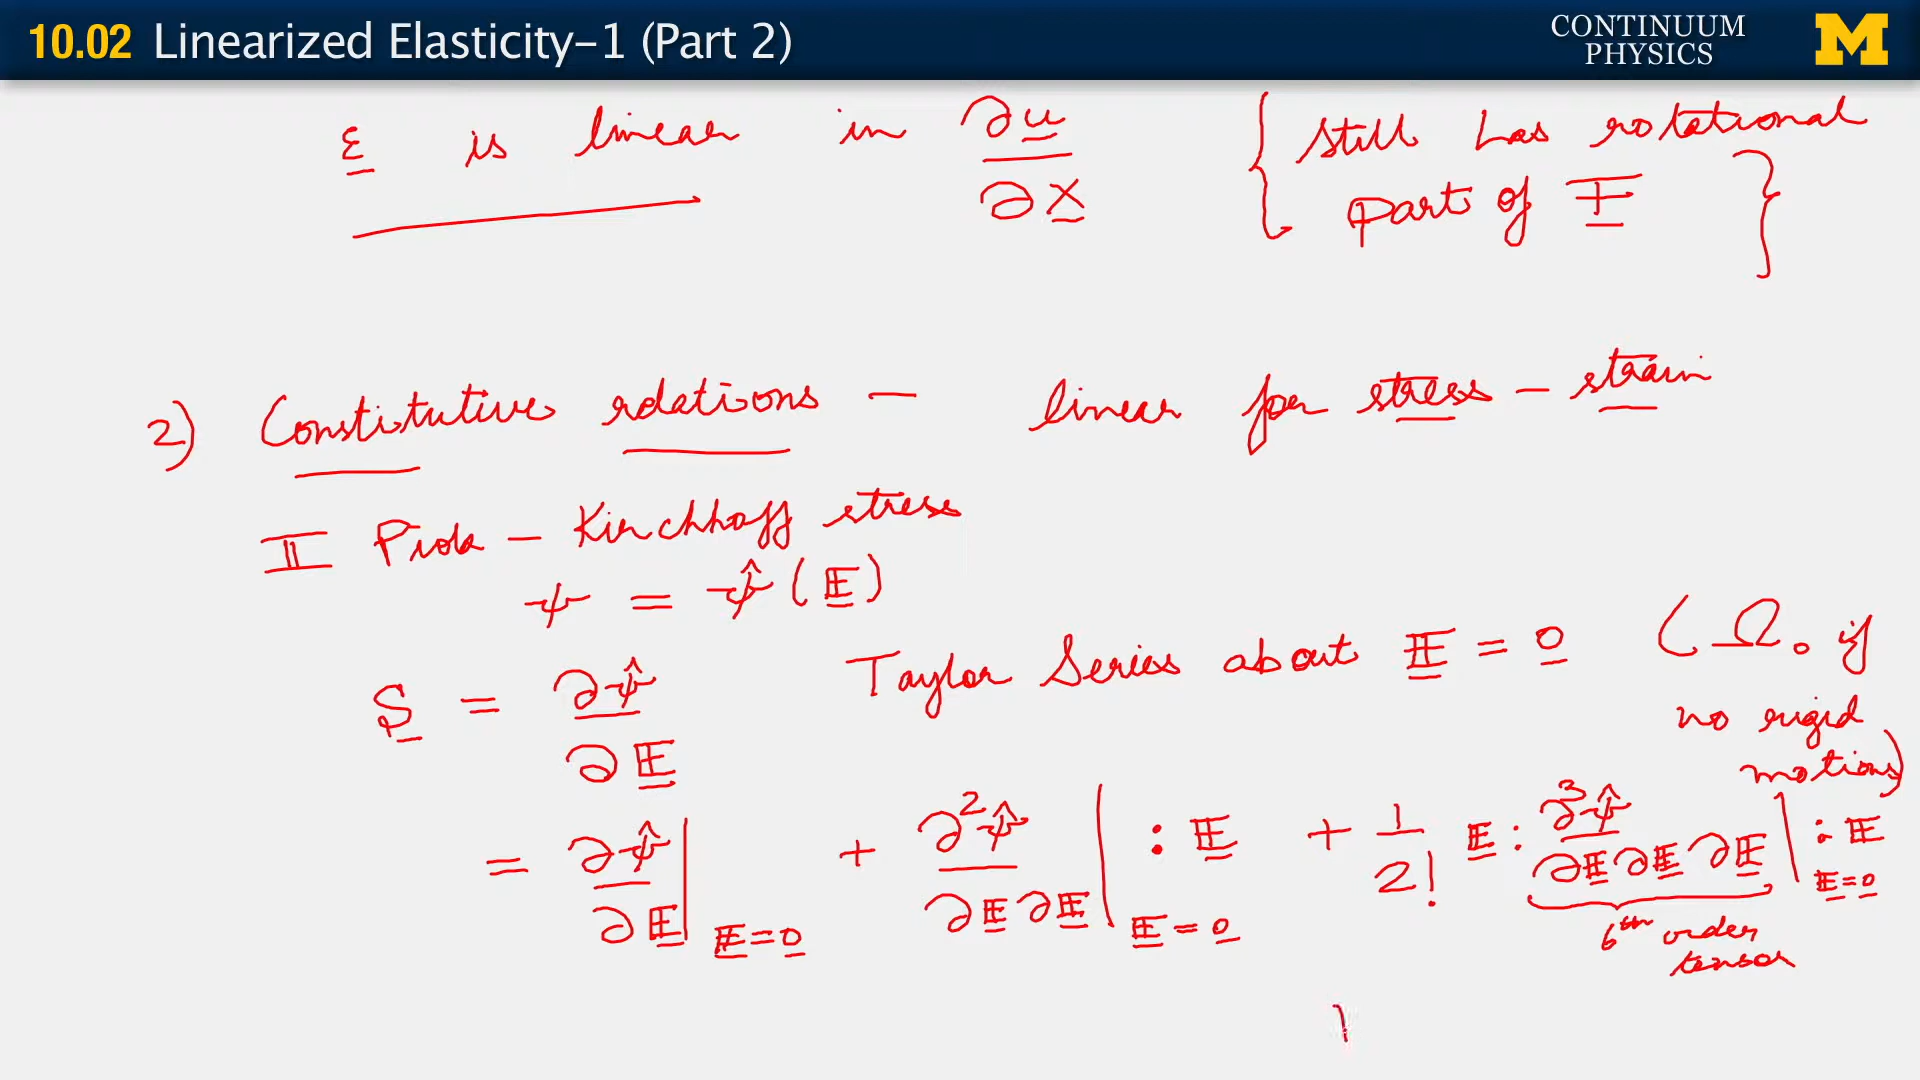 10.02 Linearized Elasticity-1 (Part 2)
CONTINUUM
PHYSICS
M
ε is linear in ∂u/∂X { still has rotational
part of F }
2) Constitutive relations – linear for stress – strain
II Piola – Kirchhoff stress
ψ = ψ̂(E)
S = ∂ψ̂/∂E Taylor Series about E = 0 (Ω₀ if
no rigid
motions)
= ∂ψ̂/∂E |E=0 + ∂²ψ̂/∂E∂E |E=0 : E + 1/2! E : ∂³ψ̂/∂E∂E∂E |E=0 : E
6th order
tensor